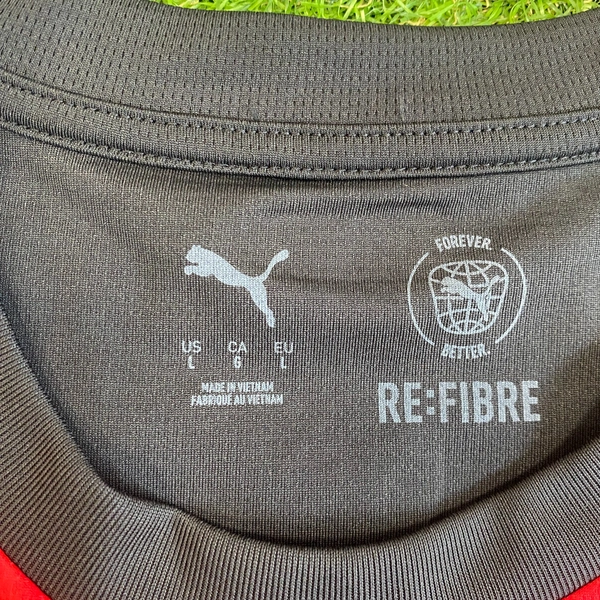 US CA EU
L G L
MADE IN VIETNAM
FABRIQUÉ AU VIETNAM
FOREVER.
BETTER.
RE:FIBRE